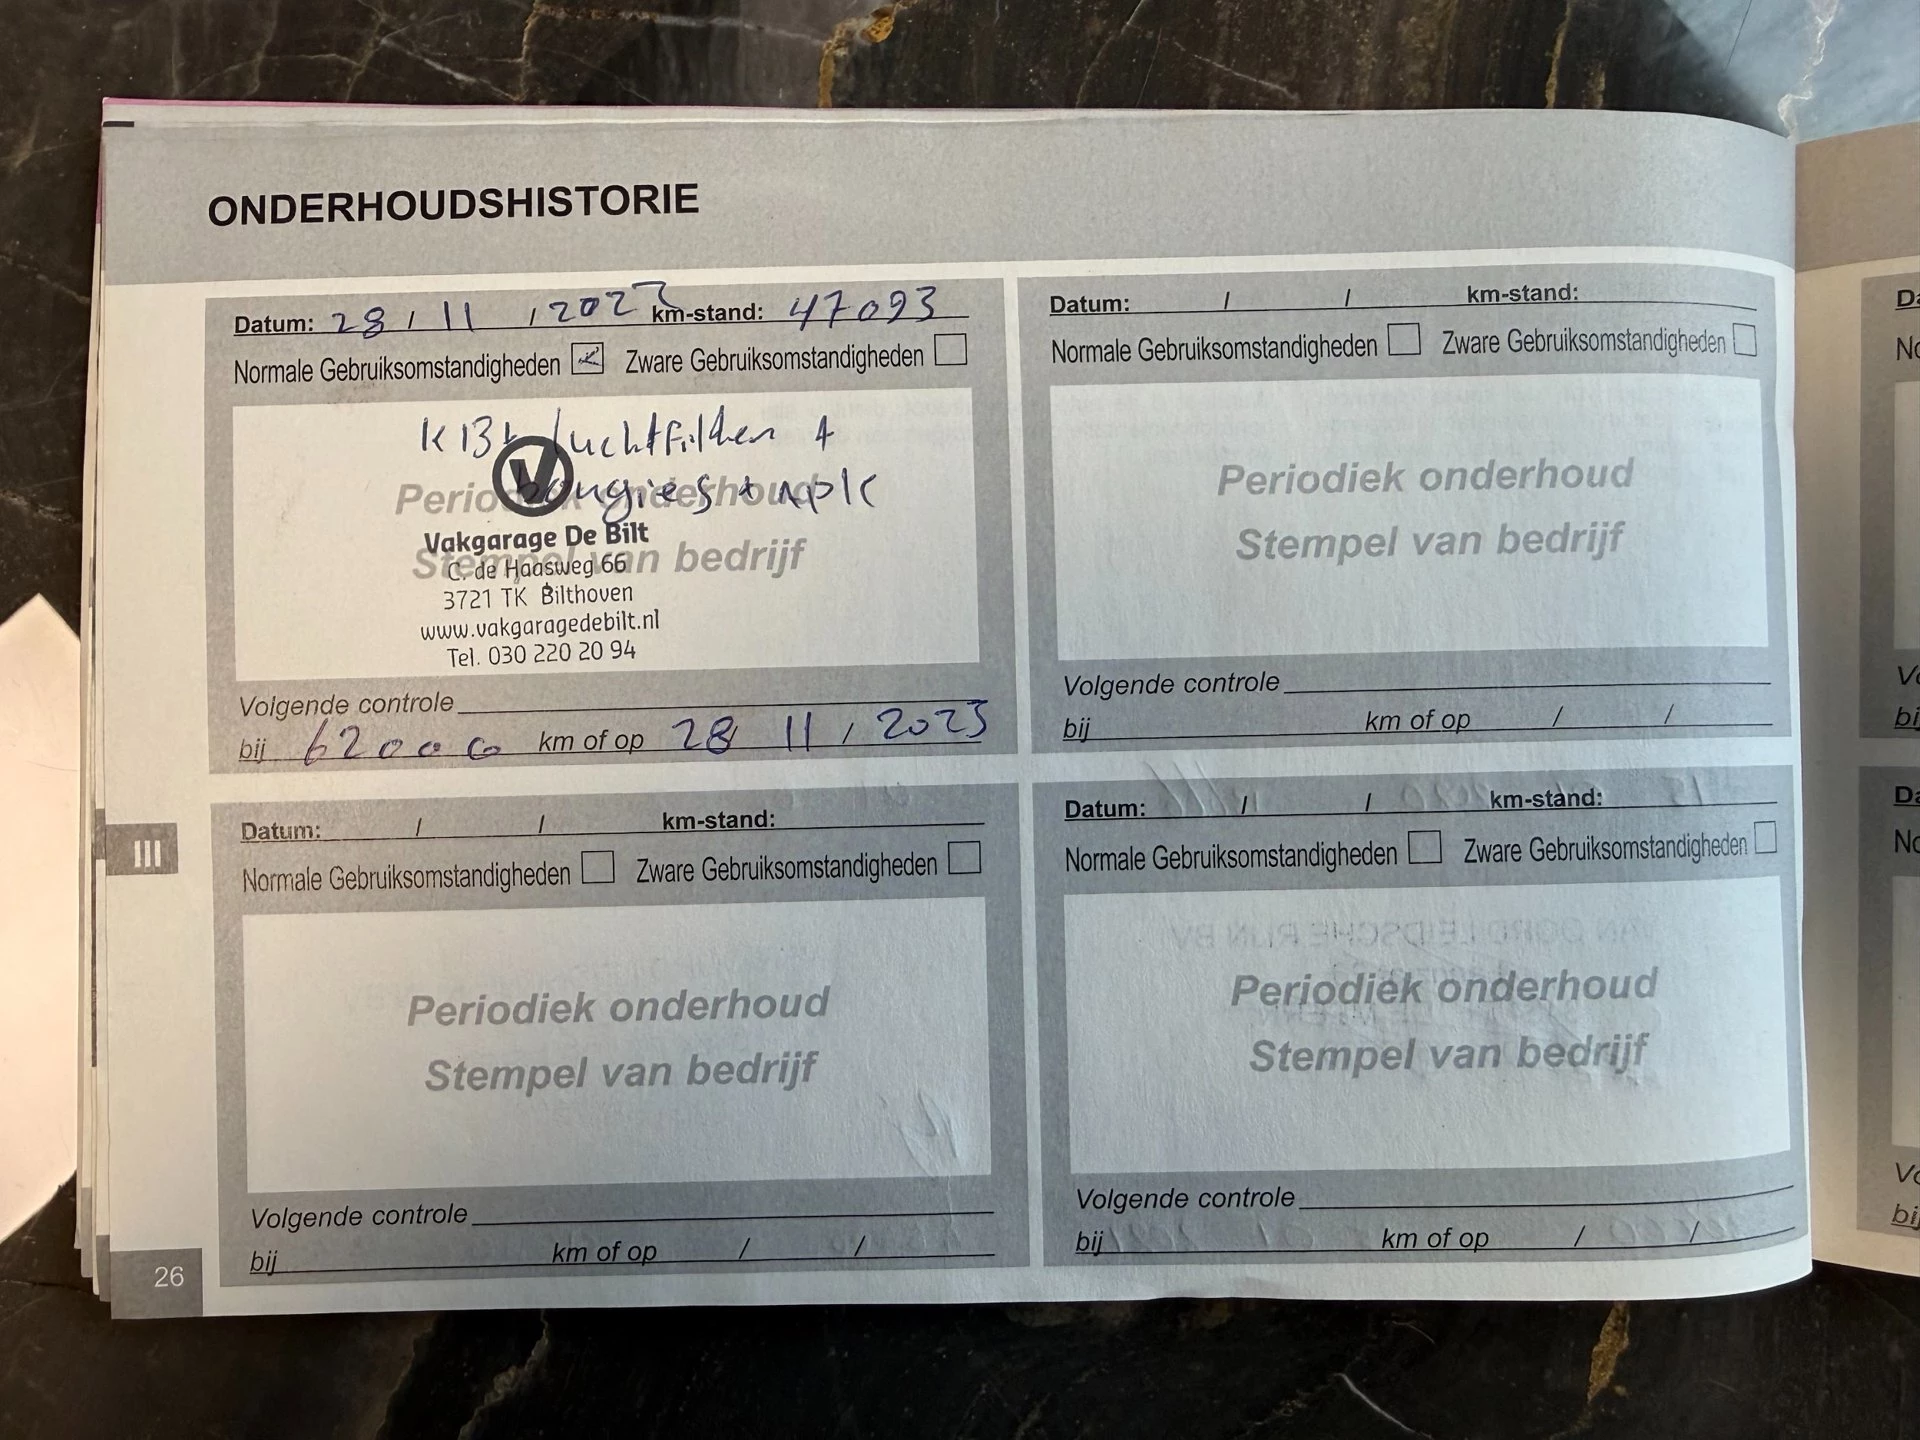 ONDERHOUDSHISTORIE
Datum: 28 / 11 / 2022 km-stand: 47093
Normale Gebruiksomstandigheden Zware Gebruiksomstandigheden
luchtfilter +
bougies + apk
Periodiek onderhoud
Vakgarage De Bilt
Stempel van bedrijf
C. de Haasweg 66
3721 TK Bilthoven
www.vakgaragedebilt.nl
Tel. 030 220 20 94
Volgende controle
bij 62000 km of op 28 11 / 2023
Datum: / / km-stand:
Normale Gebruiksomstandigheden Zware Gebruiksomstandigheden
Periodiek onderhoud
Stempel van bedrijf
Volgende controle
bij km of op / /
Datum: / / km-stand:
Normale Gebruiksomstandigheden Zware Gebruiksomstandigheden
Periodiek onderhoud
Stempel van bedrijf
Volgende controle
bij km of op / /
Datum: / / km-stand:
Normale Gebruiksomstandigheden Zware Gebruiksomstandigheden
Periodiek onderhoud
Stempel van bedrijf
Volgende controle
bij km of op / /
III
26